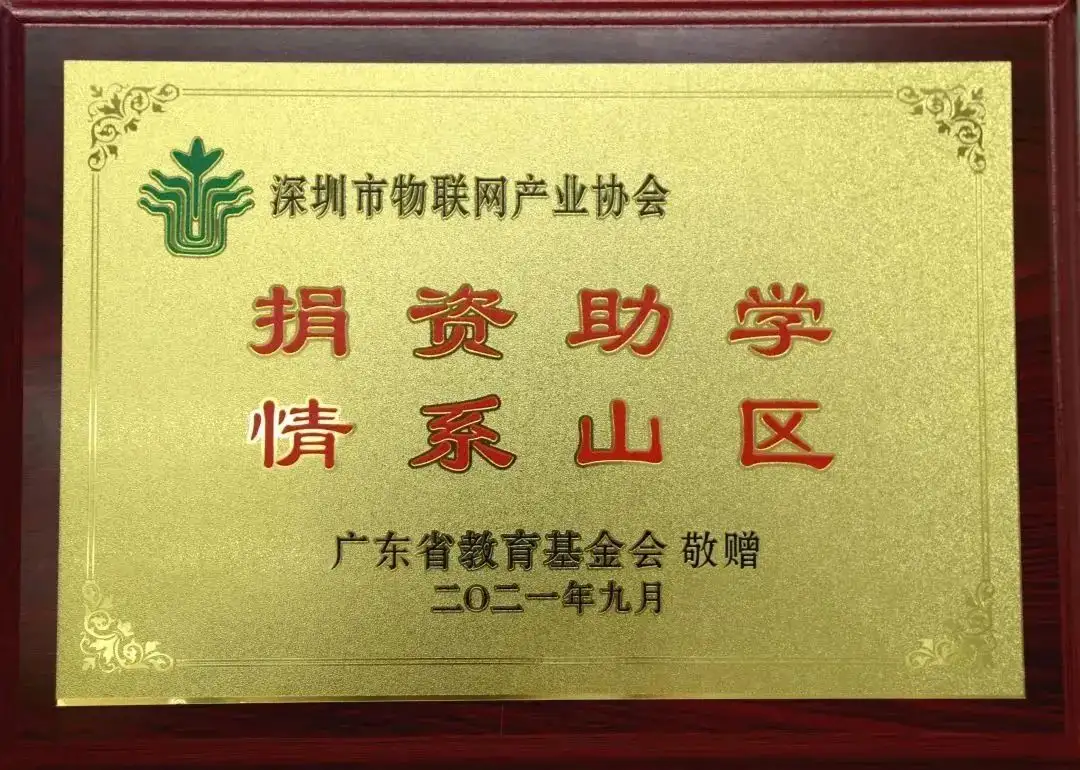 深圳市物联网产业协会
捐资助学
情系山区
广东省教育基金会 敬赠
二〇二一年九月